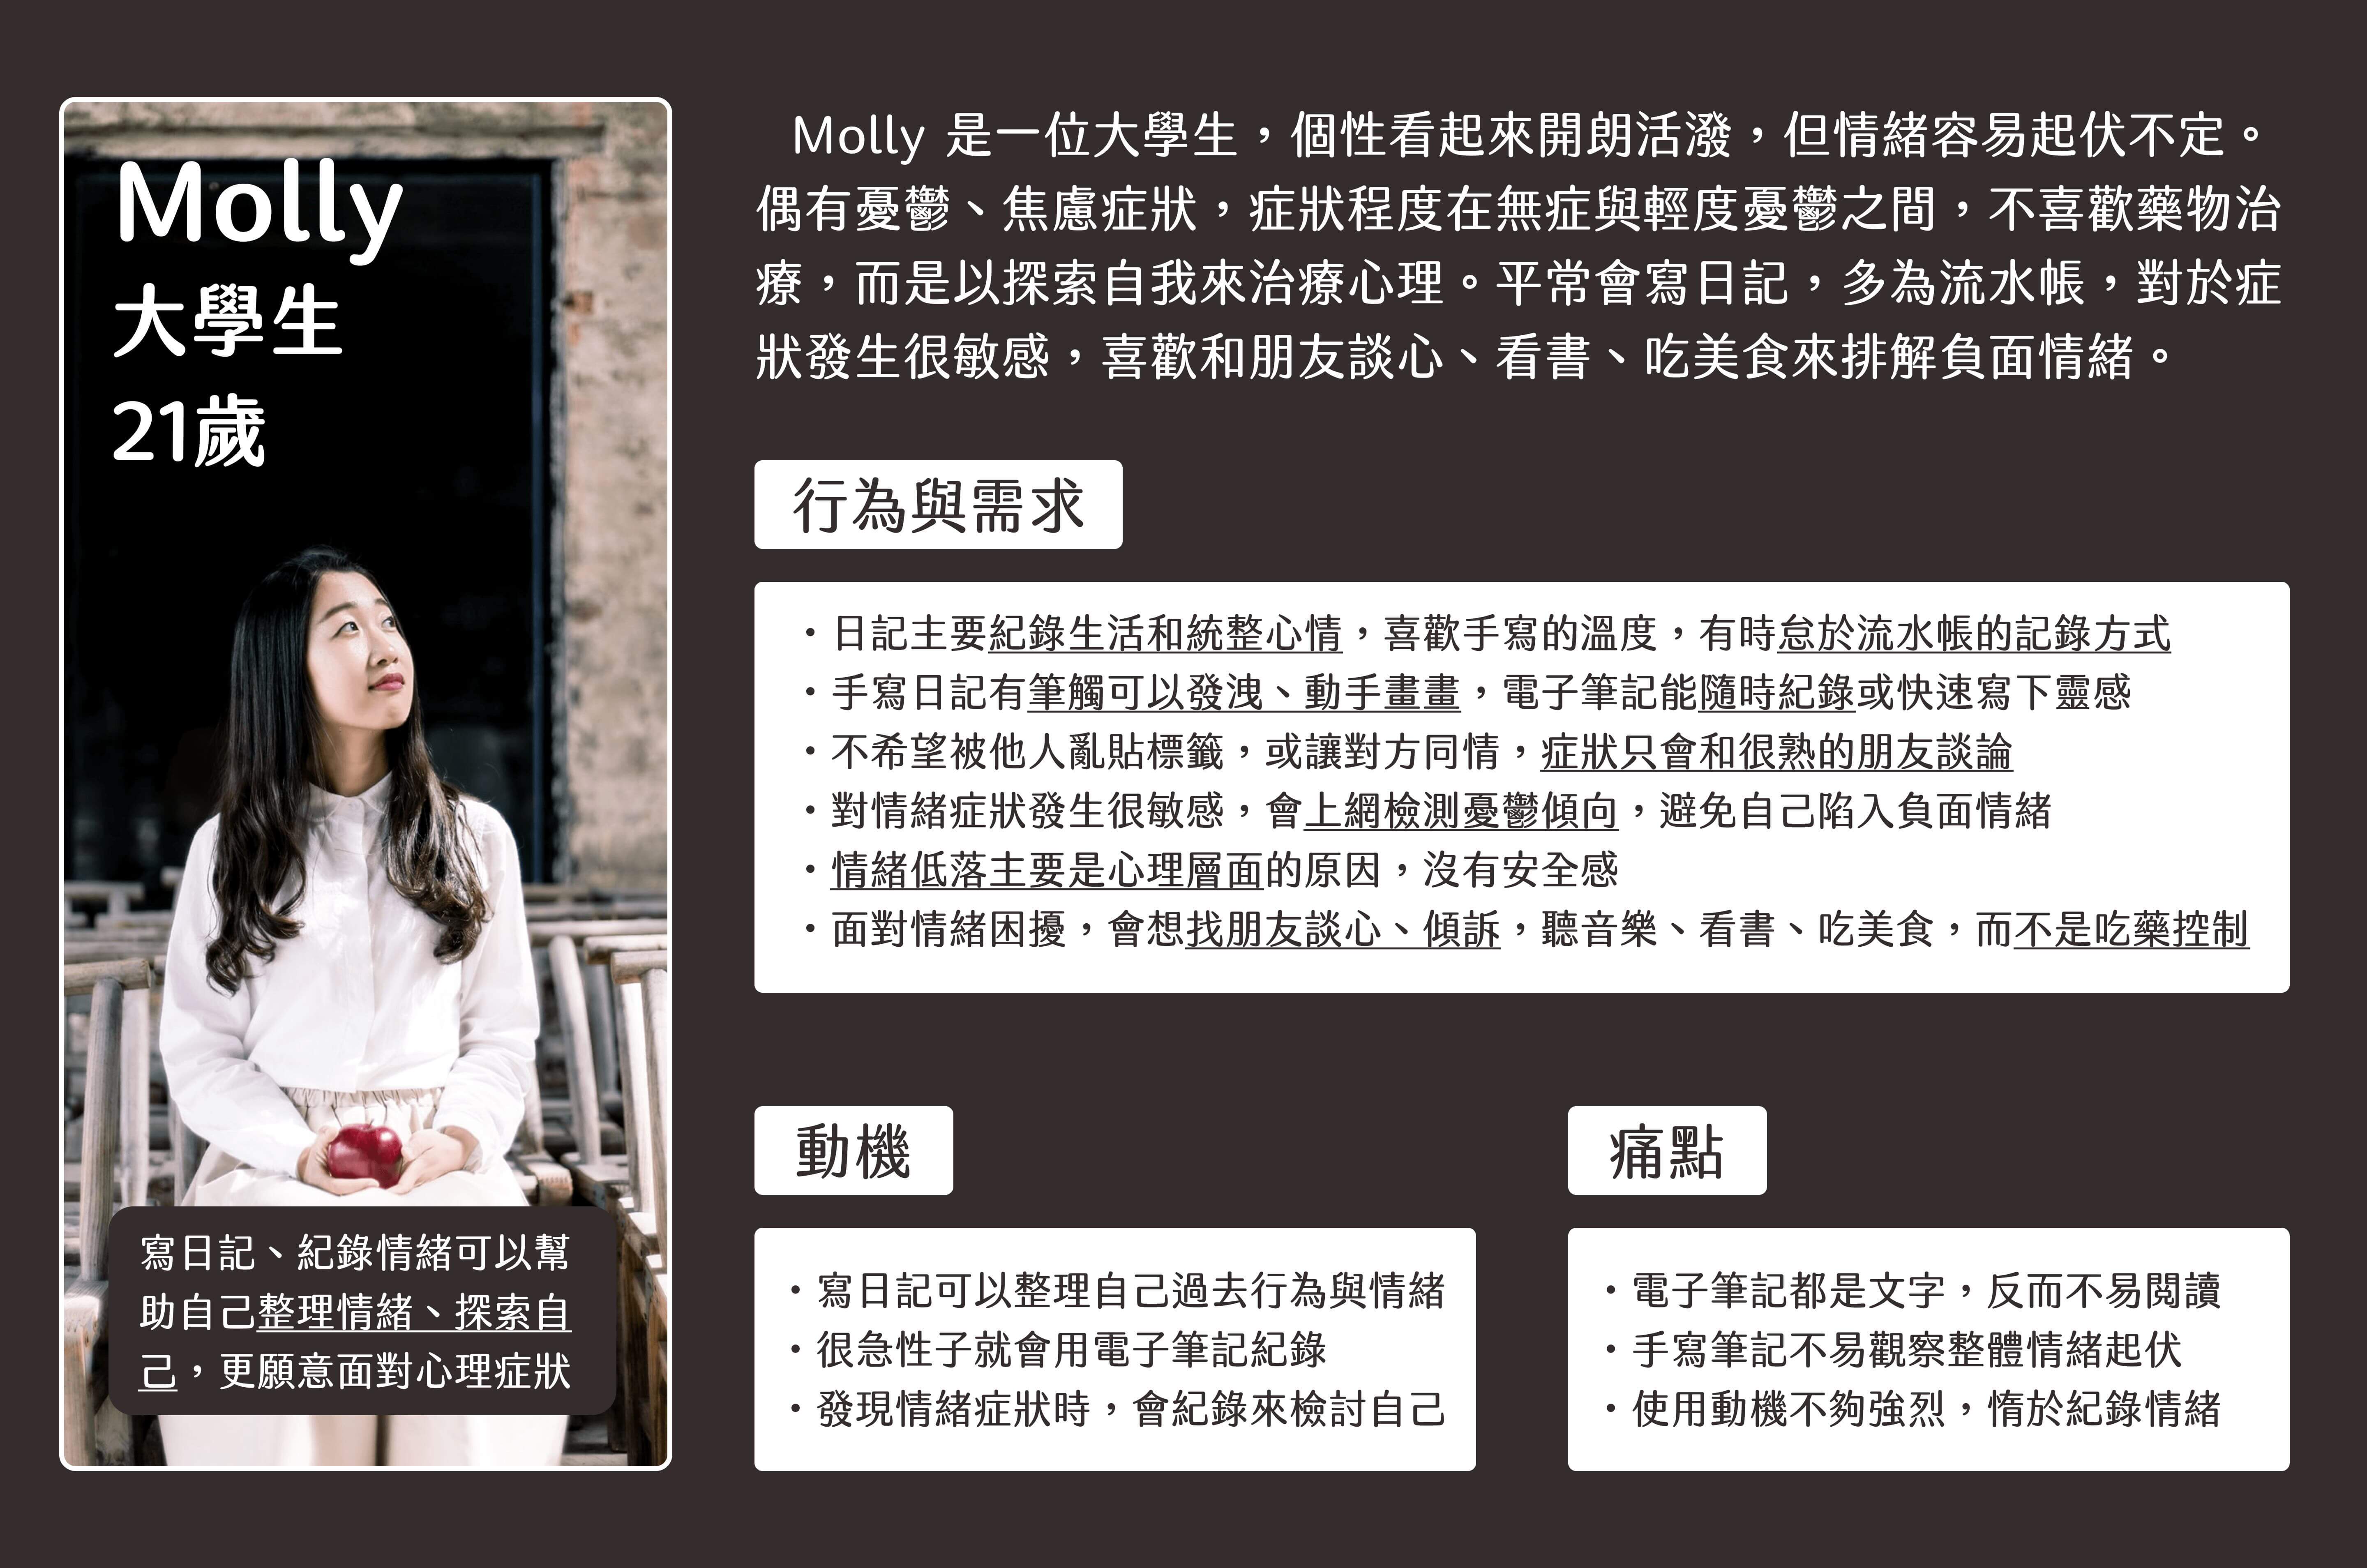 Molly
大學生
21歲
寫日記、紀錄情緒可以幫
助自己整理情緒、探索自
己，更願意面對心理症狀
Molly 是一位大學生，個性看起來開朗活潑，但情緒容易起伏不定。
偶有憂鬱、焦慮症狀，症狀程度在無症與輕度憂鬱之間，不喜歡藥物治
療，而是以探索自我來治療心理。平常會寫日記，多為流水帳，對於症
狀發生很敏感，喜歡和朋友談心、看書、吃美食來排解負面情緒。
行為與需求
・日記主要紀錄生活和統整心情，喜歡手寫的溫度，有時怠於流水帳的記錄方式
・手寫日記有筆觸可以發洩、動手畫畫，電子筆記能隨時紀錄或快速寫下靈感
・不希望被他人亂貼標籤，或讓對方同情，症狀只會和很熟的朋友談論
・對情緒症狀發生很敏感，會上網檢測憂鬱傾向，避免自己陷入負面情緒
・情緒低落主要是心理層面的原因，沒有安全感
・面對情緒困擾，會想找朋友談心、傾訴，聽音樂、看書、吃美食，而不是吃藥控制
動機
・寫日記可以整理自己過去行為與情緒
・很急性子就會用電子筆記紀錄
・發現情緒症狀時，會紀錄來檢討自己
痛點
・電子筆記都是文字，反而不易閱讀
・手寫筆記不易觀察整體情緒起伏
・使用動機不夠強烈，惰於紀錄情緒